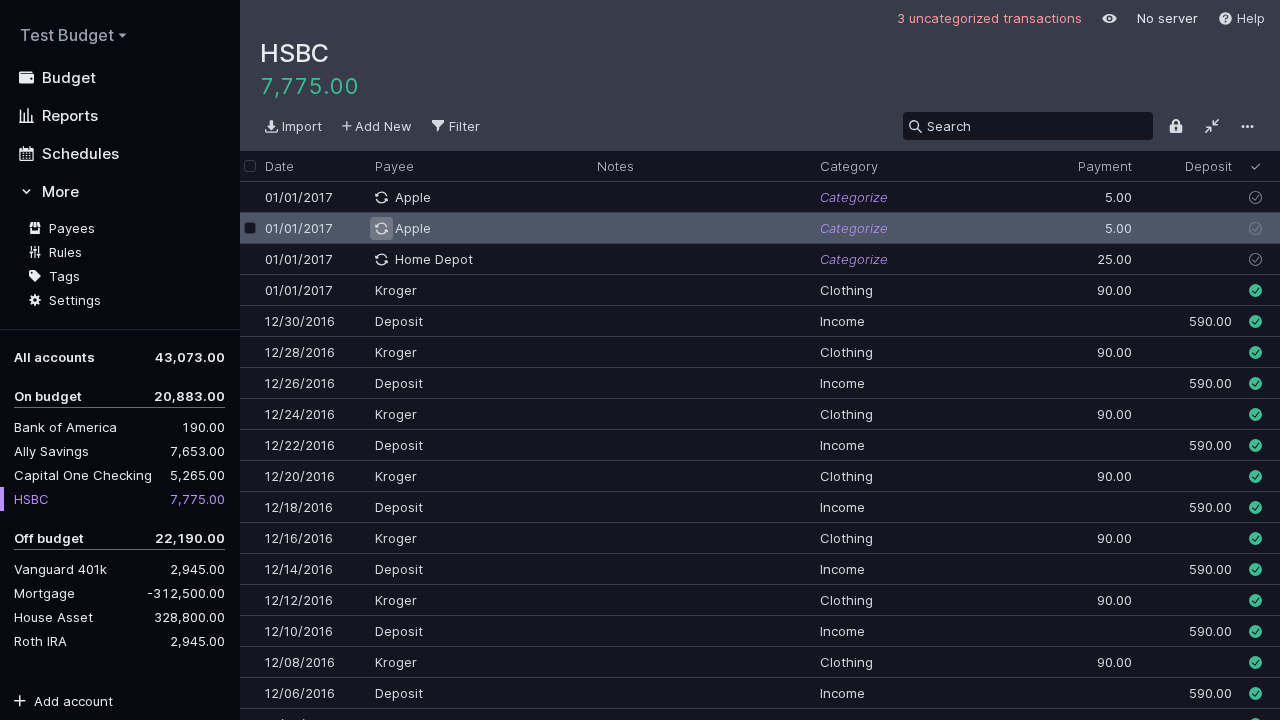 Test Budget
Budget
Reports
Schedules
More
Payees
Rules
Tags
Settings
All accounts 43,073.00
On budget 20,883.00
Bank of America 190.00
Ally Savings 7,653.00
Capital One Checking 5,265.00
HSBC 7,775.00
Off budget 22,190.00
Vanguard 401k 2,945.00
Mortgage -312,500.00
House Asset 328,800.00
Roth IRA 2,945.00
Add account
3 uncategorized transactions No server Help
HSBC
7,775.00
Import Add New Filter Search
Date Payee Notes Category Payment Deposit
01/01/2017 Apple Categorize 5.00
01/01/2017 Apple Categorize 5.00
01/01/2017 Home Depot Categorize 25.00
01/01/2017 Kroger Clothing 90.00
12/30/2016 Deposit Income 590.00
12/28/2016 Kroger Clothing 90.00
12/26/2016 Deposit Income 590.00
12/24/2016 Kroger Clothing 90.00
12/22/2016 Deposit Income 590.00
12/20/2016 Kroger Clothing 90.00
12/18/2016 Deposit Income 590.00
12/16/2016 Kroger Clothing 90.00
12/14/2016 Deposit Income 590.00
12/12/2016 Kroger Clothing 90.00
12/10/2016 Deposit Income 590.00
12/08/2016 Kroger Clothing 90.00
12/06/2016 Deposit Income 590.00